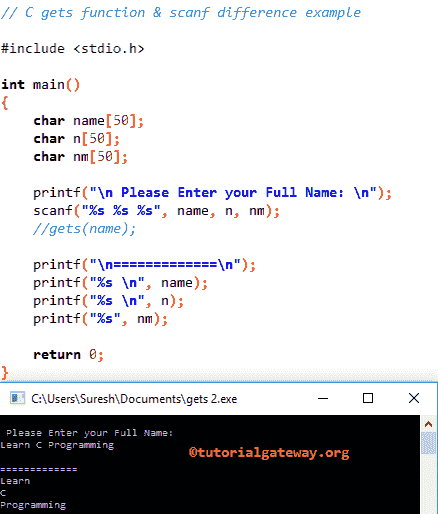 // C gets function & scanf difference example
#include <stdio.h>
int main()
{
char name[50];
char n[50];
char nm[50];
printf("\n Please Enter your Full Name: \n");
scanf("%s %s %s", name, n, nm);
//gets(name);
printf("\n=============\n");
printf("%s \n", name);
printf("%s \n", n);
printf("%s", nm);
return 0;
}
C:\Users\Suresh\Documents\gets 2.exe
Please Enter your Full Name:
Learn C Programming
@tutorialgateway.org
=============
Learn
C
Programming